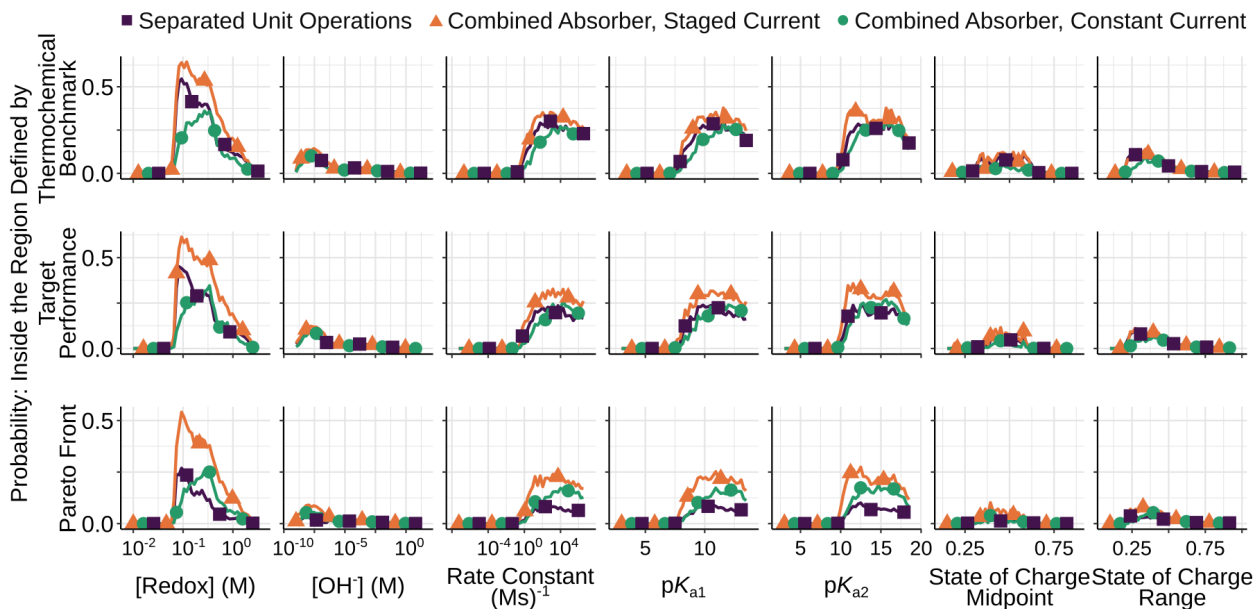 Separated Unit Operations Combined Absorber, Staged Current Combined Absorber, Constant Current
Probability: Inside the Region Defined by
Thermochemical
Benchmark
0.5
0.0
Target
Performance
0.5
0.0
Pareto Front
0.5
0.0
10⁻² 10⁻¹ 10⁰
10⁻¹⁰ 10⁻⁵ 10⁰
10⁻⁴ 10⁰ 10⁴
5 10
5 10 15 20
0.25 0.75
0.25 0.75
[Redox] (M)
[OH⁻] (M)
Rate Constant
(Ms)⁻¹
pKₐ₁
pKₐ₂
State of Charge
Midpoint
State of Charge
Range